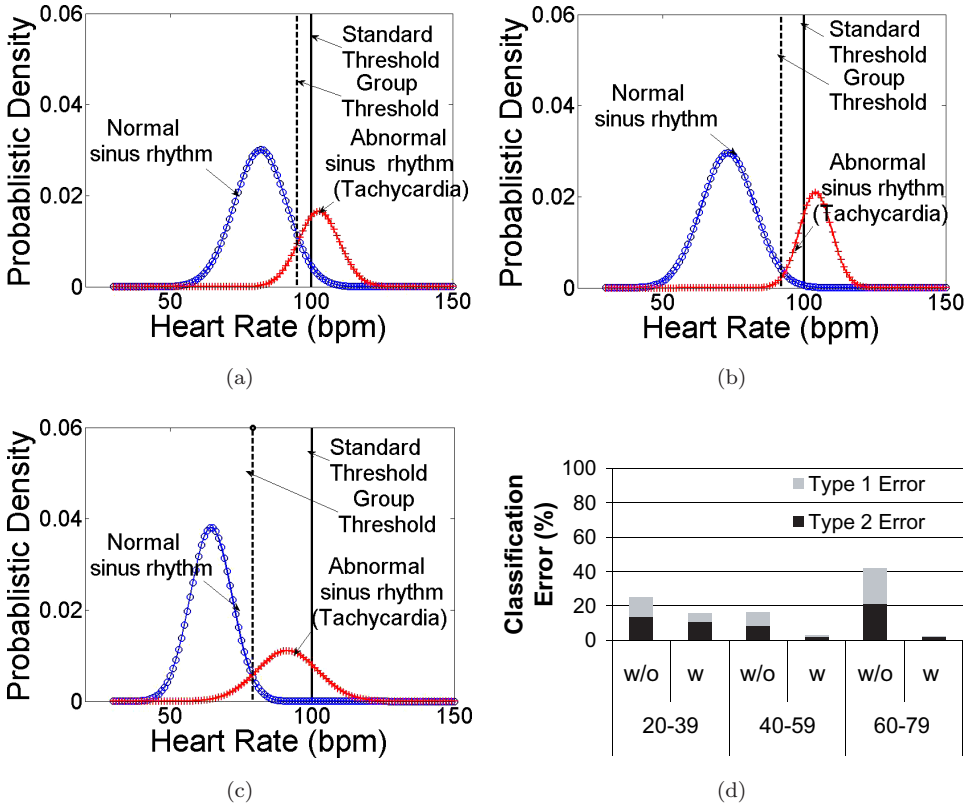 0.06
0.04
0.02
0
Probablistic Density
Standard
Threshold
Group
Threshold
Normal
sinus rhythm
Abnormal
sinus rhythm
(Tachycardia)
50
100
150
Heart Rate (bpm)
(a)
0.06
0.04
0.02
0
Probablistic Density
Standard
Threshold
Group
Threshold
Normal
sinus rhythm
Abnormal
sinus rhythm
(Tachycardia)
50
100
150
Heart Rate (bpm)
(b)
0.06
0.04
0.02
0
Probablistic Density
Standard
Threshold
Group
Threshold
Normal
sinus rhythm
Abnormal
sinus rhythm
(Tachycardia)
50
100
150
Heart Rate (bpm)
(c)
Classification
Error (%)
100
80
60
40
20
0
Type 1 Error
Type 2 Error
w/o w w/o w w/o w
20-39 40-59 60-79
(d)